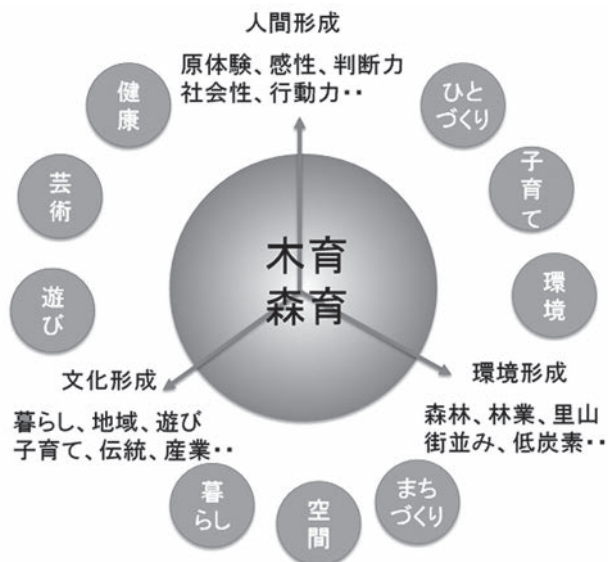 人間形成
原体験、感性、判断力
社会性、行動力・・
健
康
ひと
づくり
芸
術
子
育
て
木育
森育
遊
び
環
境
文化形成
暮らし、地域、遊び
子育て、伝統、産業・・
環境形成
森林、林業、里山
街並み、低炭素・・
暮
らし
空
間
まち
づくり